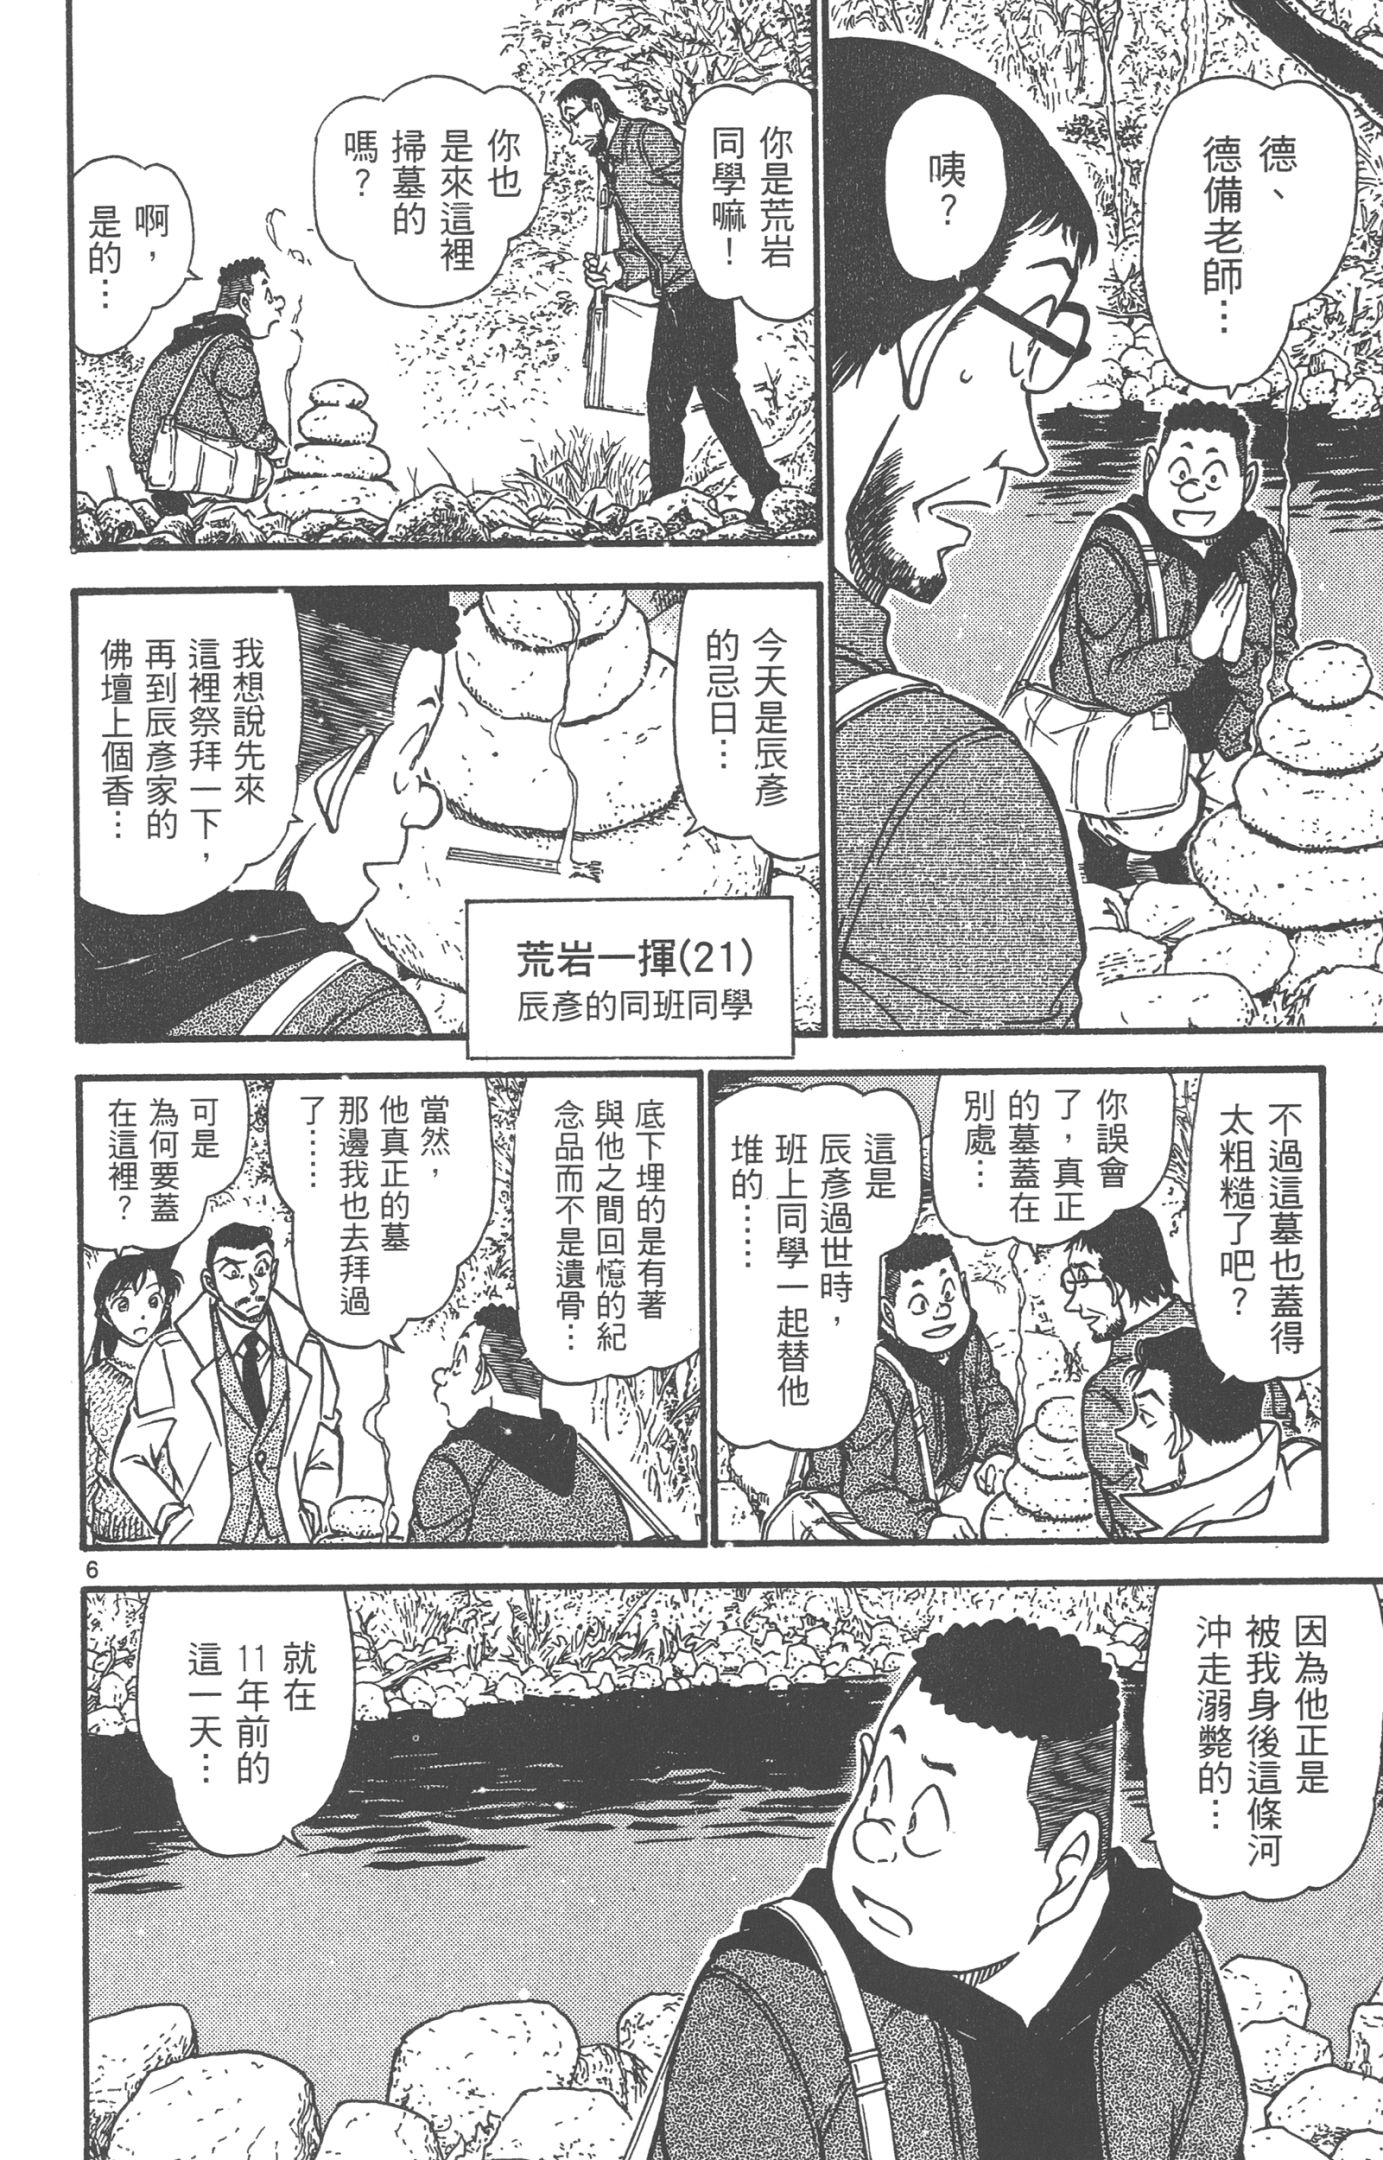 德、
德備老師…
咦？
你是荒岩
同學嘛！
你也
是來這裡
掃墓的
嗎？
啊，
是的…
今天是辰彥
的忌日…
我想說先來
這裡祭拜一下，
再到辰彥家的
佛壇上個香…
荒岩一揮(21)
辰彥的同班同學
不過這墓也蓋得
太粗糙了吧？
你誤會
了，真正
的墓蓋在
別處…
這是
辰彥過世時，
班上同學一起替他
堆的……
底下埋的是有著
與他之間回憶的紀
念品而不是遺骨…
當然，
他真正的墓
那邊我也去拜過
了……
可是
為何要蓋
在這裡？
6
因為他正是
被我身後這條河
沖走溺斃的…
就在
11年前的
這一天…